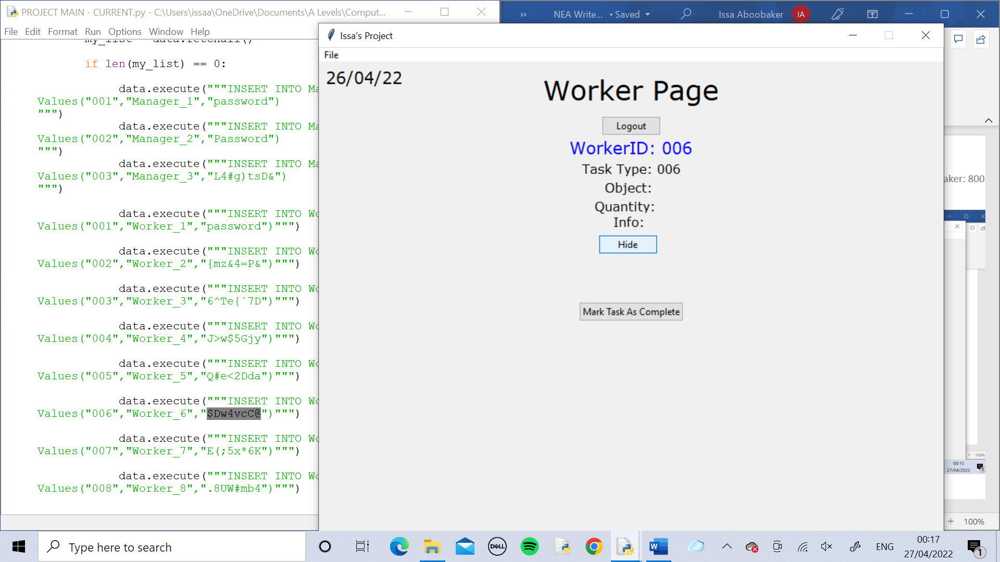 PROJECT MAIN - CURRENT.py - C:\Users\issaa\OneDrive\Documents\A Levels\Comput...
File Edit Format Run Options Window Help
my_list = data.fetchall()
if len(my_list) == 0:
data.execute("""INSERT INTO Ma
Values("001","Manager_1","password")
""")
data.execute("""INSERT INTO Ma
Values("002","Manager_2","Password")
""")
data.execute("""INSERT INTO Ma
Values("003","Manager_3","L4#g)tsD&")
""")
data.execute("""INSERT INTO Wo
Values("001","Worker_1","password")""")
data.execute("""INSERT INTO Wo
Values("002","Worker_2","{mz&4=P&")""")
data.execute("""INSERT INTO Wo
Values("003","Worker_3","6^Te{`7D")""")
data.execute("""INSERT INTO Wo
Values("004","Worker_4","J>w$5Gjy")""")
data.execute("""INSERT INTO Wo
Values("005","Worker_5","Q#e<2Dda")""")
data.execute("""INSERT INTO Wo
Values("006","Worker_6","$Dw4vcC@")""")
data.execute("""INSERT INTO Wo
Values("007","Worker_7","E(;5x*6K")""")
data.execute("""INSERT INTO Wo
Values("008","Worker_8",".8UW#mb4")""")
NEA Write... • Saved
Issa Aboobaker
IA
Issa's Project
File
26/04/22
Worker Page
Logout
WorkerID: 006
Task Type: 006
Object:
Quantity:
Info:
Hide
Mark Task As Complete
aker: 800
100%
00:15
27/04/2022
100%
Type here to search
DELL
W
ENG
00:17
27/04/2022
1